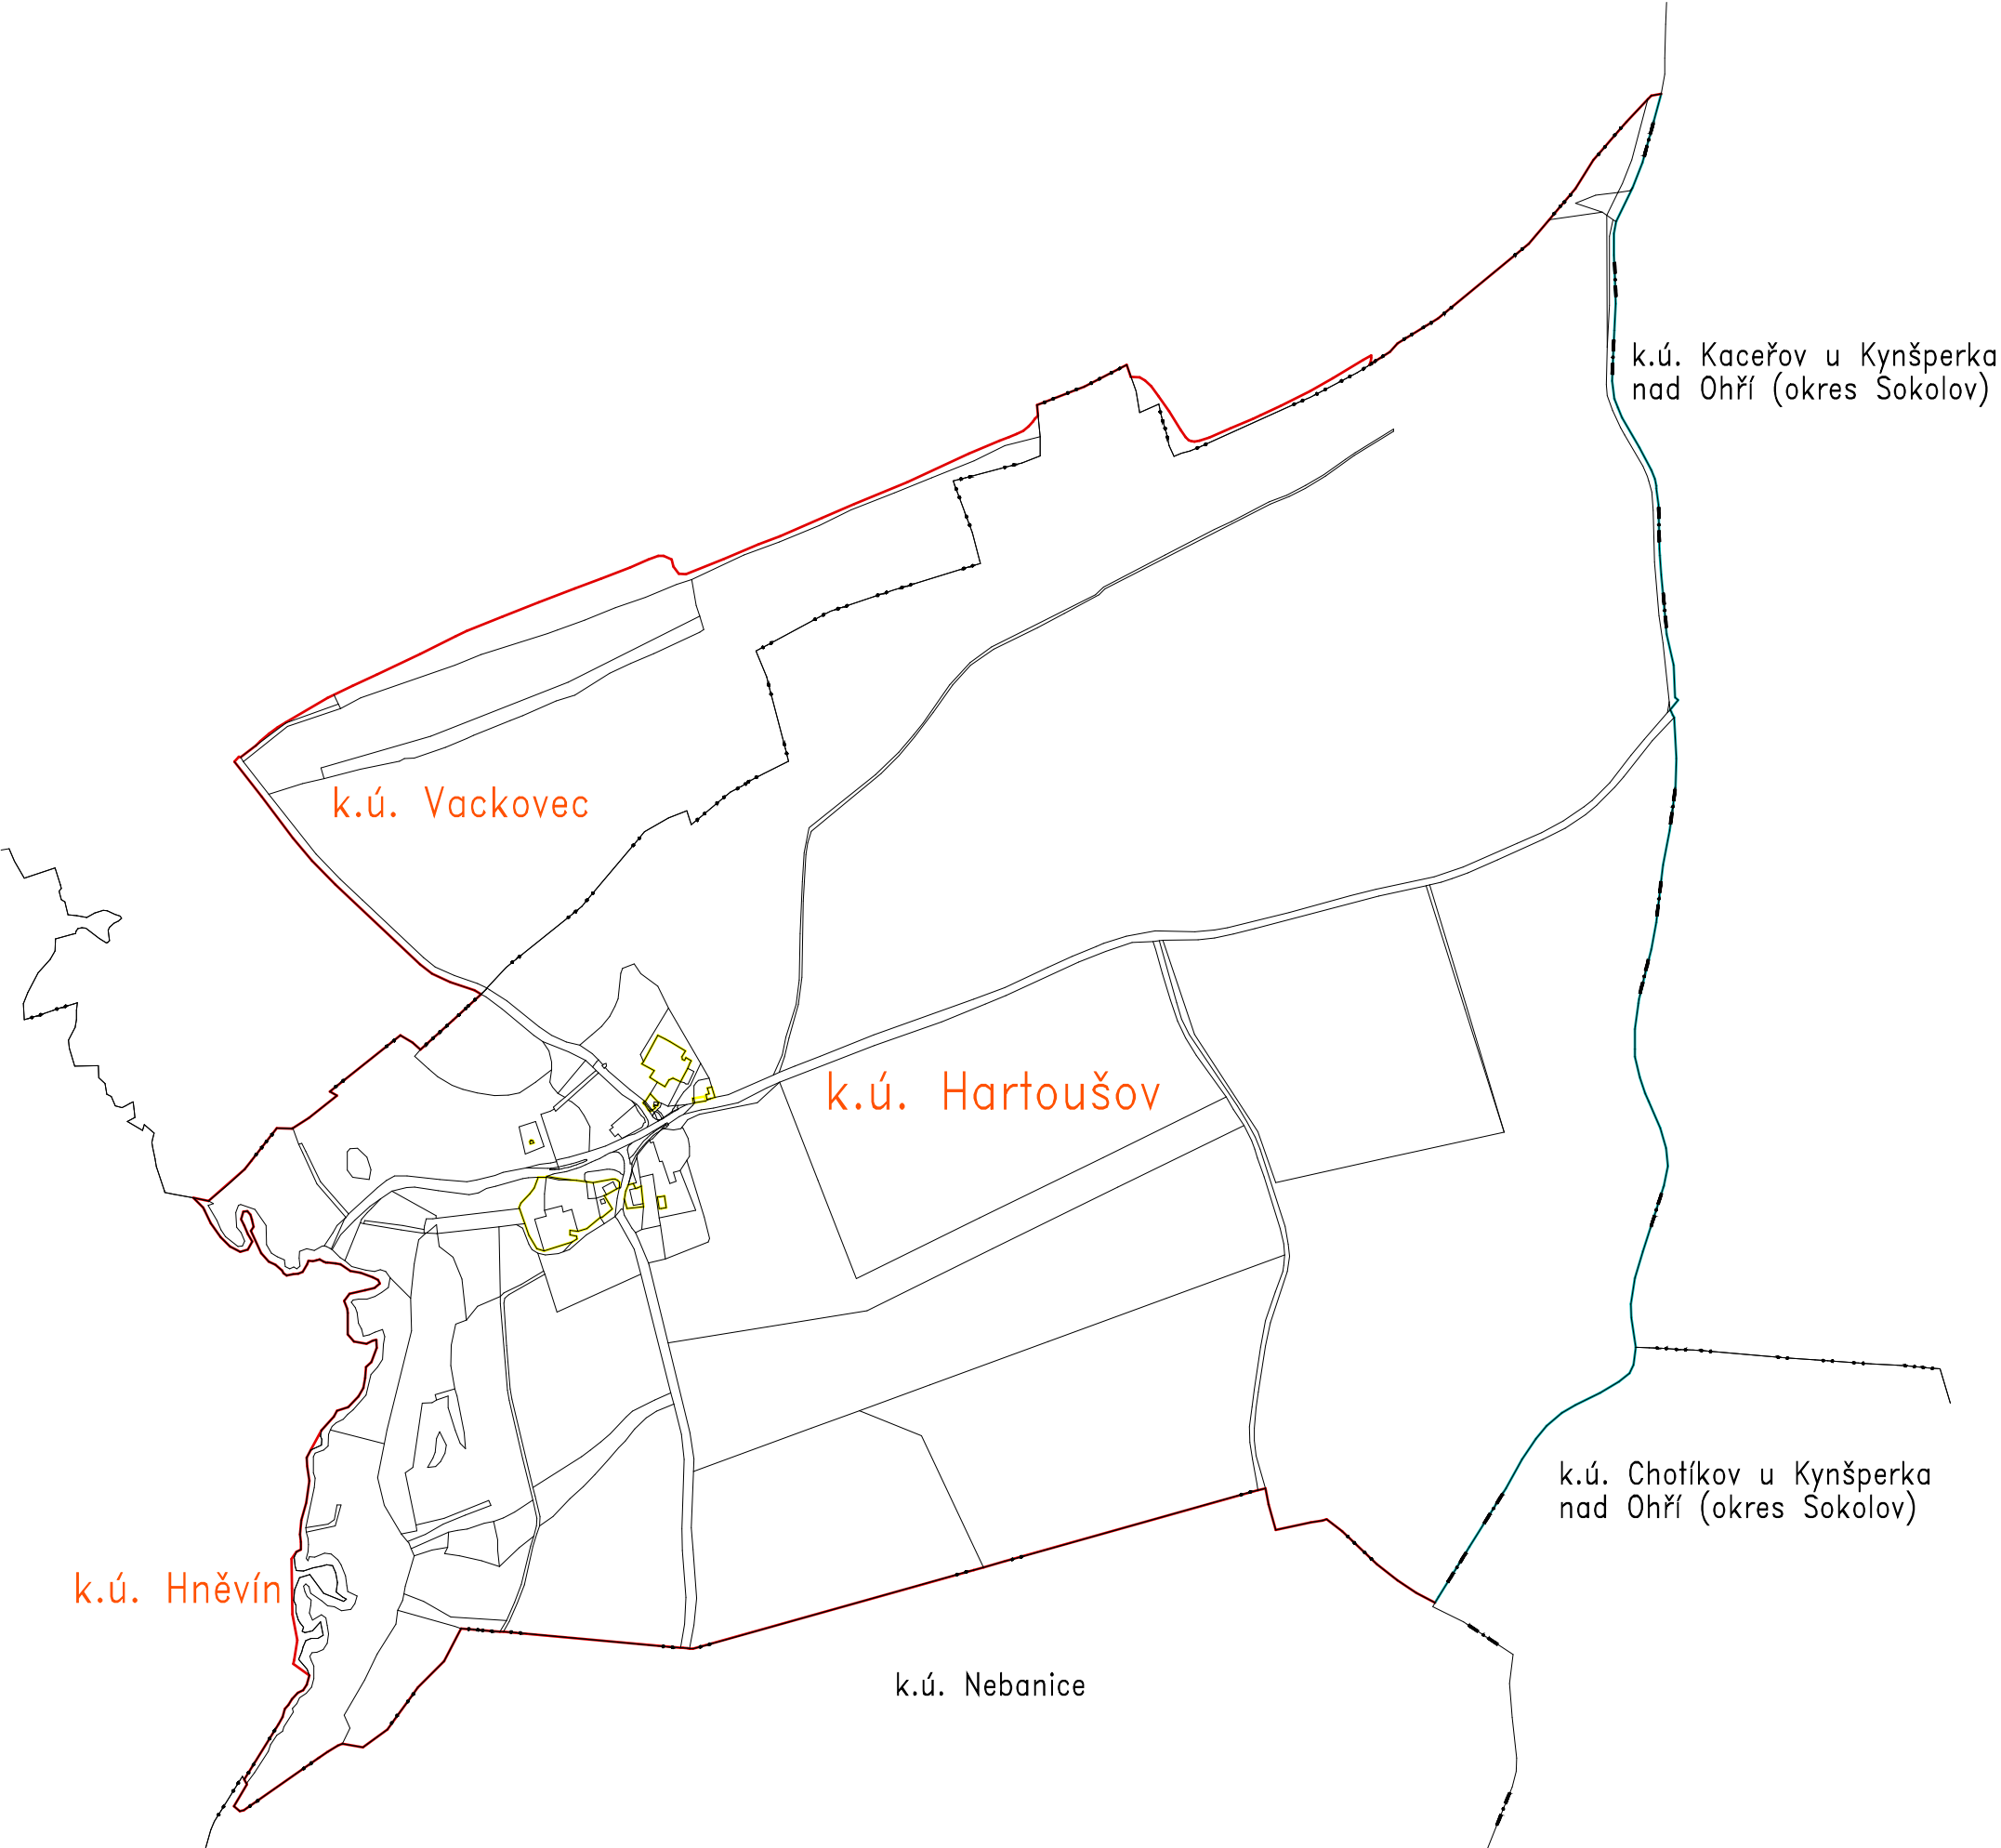 k.ú. Kaceřov u Kynšperka
nad Ohří (okres Sokolov)
k.ú. Vackovec
k.ú. Hartoušov
k.ú. Chotíkov u Kynšperka
nad Ohří (okres Sokolov)
k.ú. Hněvín
k.ú. Nebanice